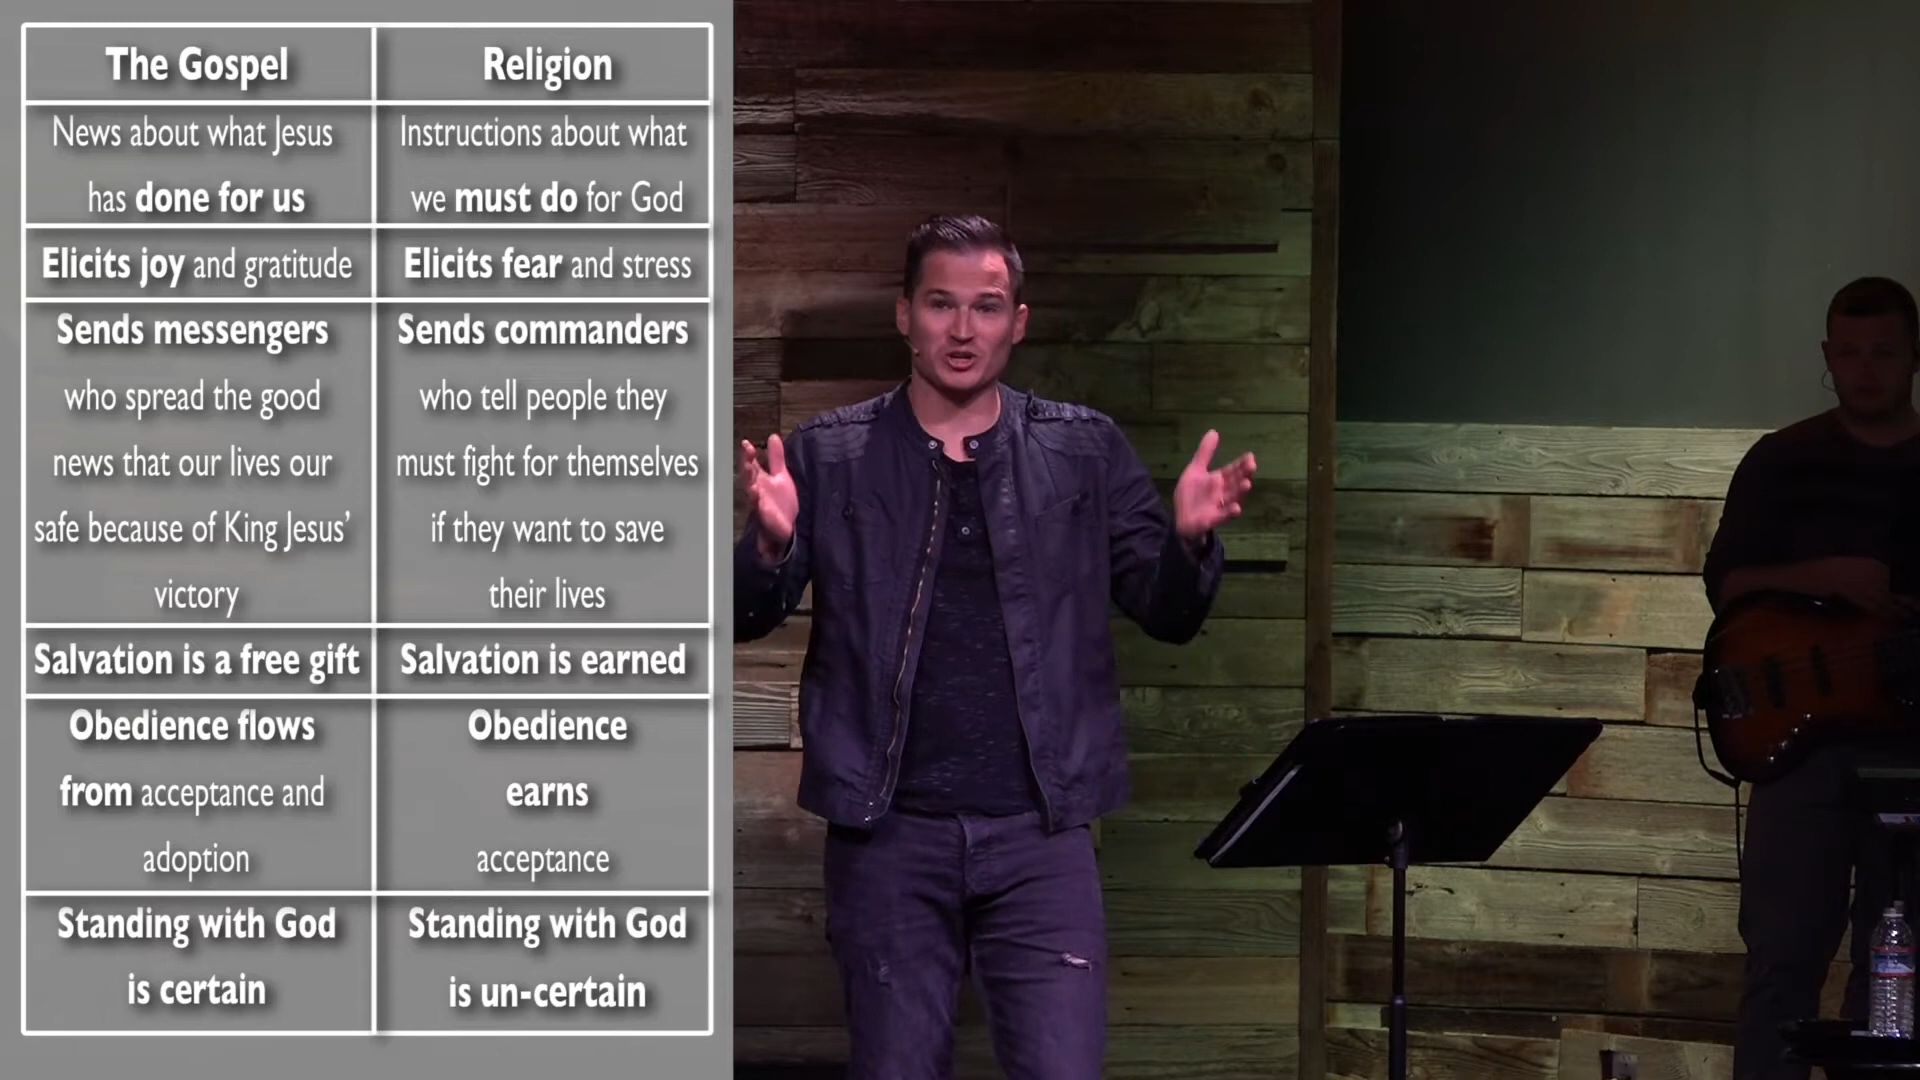 The Gospel
Religion
News about what Jesus
has done for us
Instructions about what
we must do for God
Elicits joy and gratitude
Elicits fear and stress
Sends messengers
who spread the good
news that our lives our
safe because of King Jesus’
victory
Sends commanders
who tell people they
must fight for themselves
if they want to save
their lives
Salvation is a free gift
Salvation is earned
Obedience flows
from acceptance and
adoption
Obedience
earns
acceptance
Standing with God
is certain
Standing with God
is un-certain